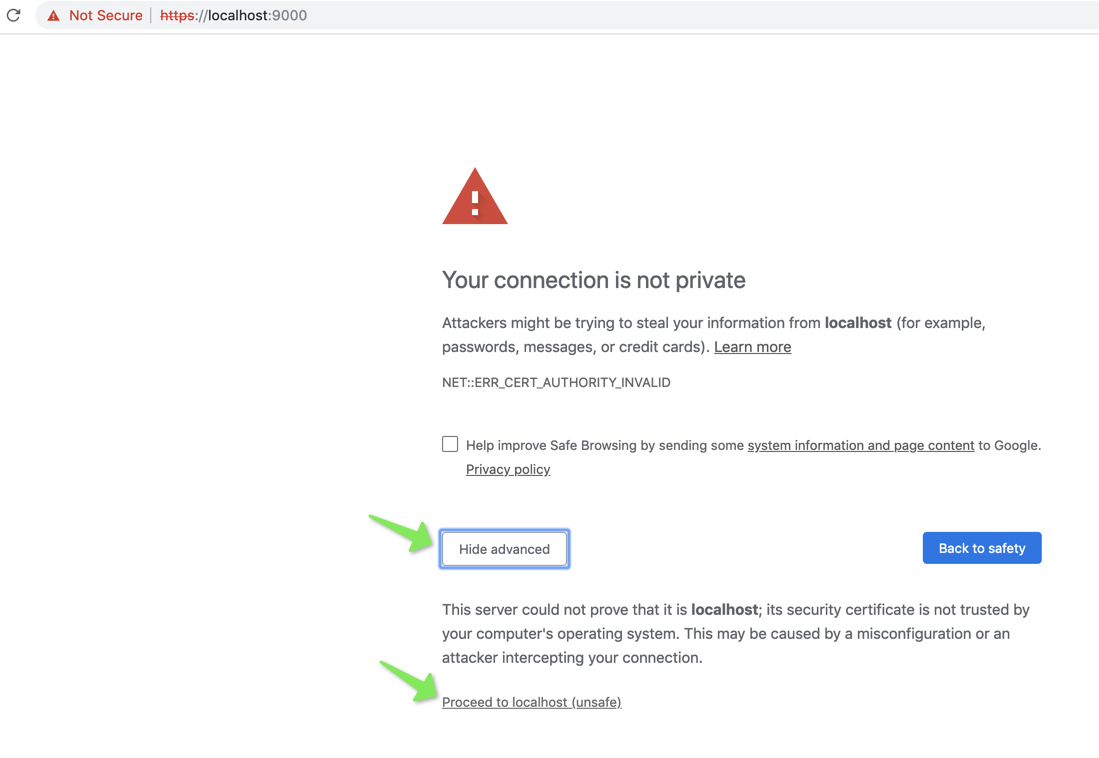 Not Secure | https://localhost:9000
Your connection is not private
Attackers might be trying to steal your information from localhost (for example,
passwords, messages, or credit cards). Learn more
NET::ERR_CERT_AUTHORITY_INVALID
Help improve Safe Browsing by sending some system information and page content to Google.
Privacy policy
Hide advanced
Back to safety
This server could not prove that it is localhost; its security certificate is not trusted by
your computer's operating system. This may be caused by a misconfiguration or an
attacker intercepting your connection.
Proceed to localhost (unsafe)